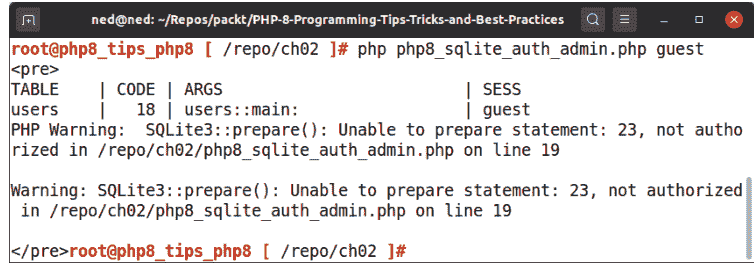 ned@ned: ~/Repos/packt/PHP-8-Programming-Tips-Tricks-and-Best-Practices
root@php8_tips_php8 [ /repo/ch02 ]# php php8_sqlite_auth_admin.php guest
<pre>
TABLE    | CODE | ARGS                        | SESS
users    |   18 | users::main:                | guest
PHP Warning:  SQLite3::prepare(): Unable to prepare statement: 23, not autho
rized in /repo/ch02/php8_sqlite_auth_admin.php on line 19

Warning: SQLite3::prepare(): Unable to prepare statement: 23, not authorized
 in /repo/ch02/php8_sqlite_auth_admin.php on line 19

</pre>root@php8_tips_php8 [ /repo/ch02 ]#